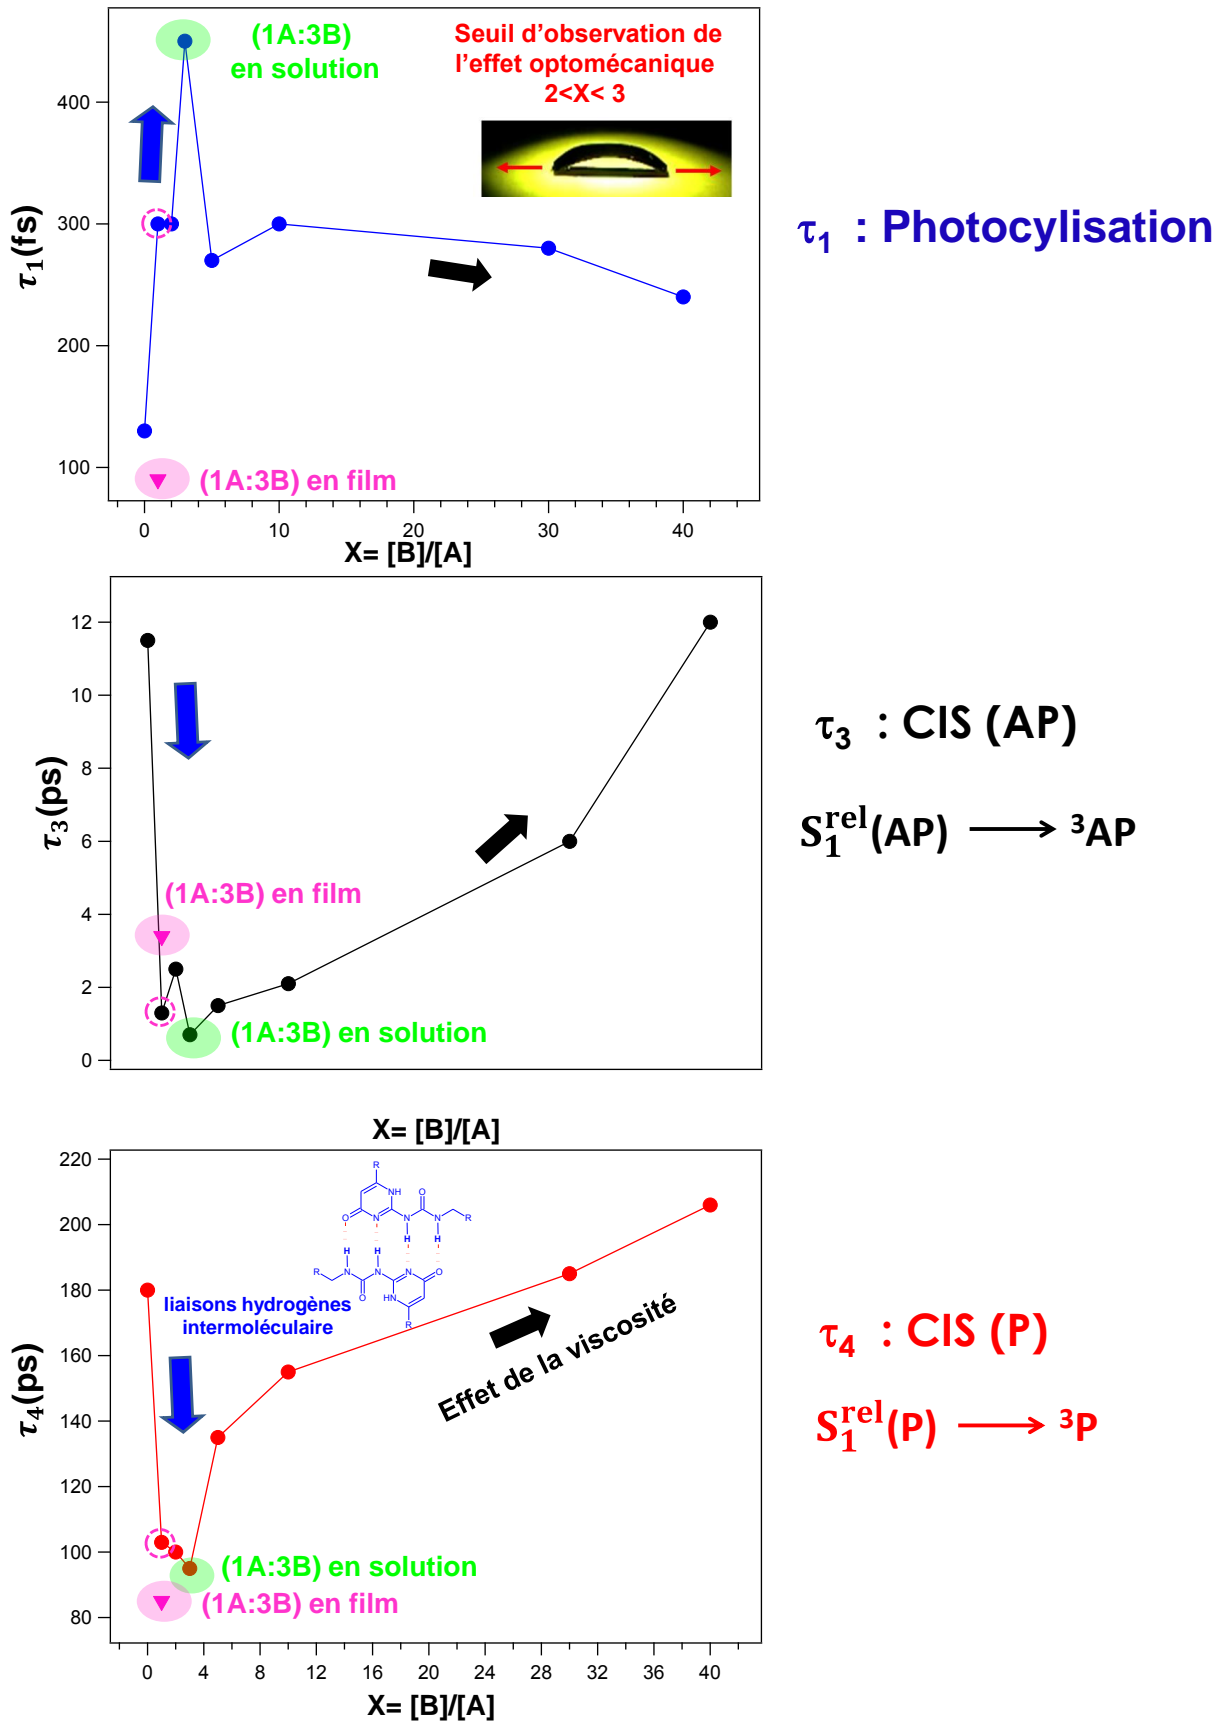 (1A:3B)
en solution
Seuil d’observation de
l’effet optomécanique
2<X< 3
400
300
200
100
τ1(fs)
(1A:3B) en film
0
10
20
30
40
X= [B]/[A]
τ1 : Photocylisation
12
10
8
6
4
2
0
τ3(ps)
(1A:3B) en film
(1A:3B) en solution
X= [B]/[A]
τ3 : CIS (AP)
S1rel(AP) ⟶ 3AP
220
200
180
160
140
120
100
80
τ4(ps)
R
NH
O
O
N
N
N
R
H
H
H
H
R
N
N
N
O
O
HN
R
liaisons hydrogènes
intermoléculaire
Effet de la viscosité
(1A:3B) en solution
(1A:3B) en film
0
4
8
12
16
20
24
28
32
36
40
X= [B]/[A]
τ4 : CIS (P)
S1rel(P) ⟶ 3P